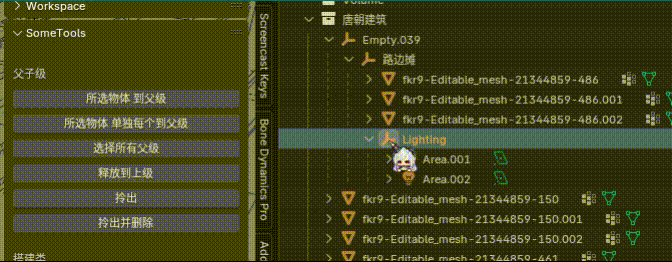 Workspace
SomeTools
父子级
所选物体 到父级
所选物体 单独每个到父级
选择所有父级
释放到上级
拎出
拎出并删除
搭建类
Screencast Keys
Bone Dynamics Pro
Volume
唐朝建筑
Empty.039
路边摊
fkr9-Editable_mesh-21344859-486
fkr9-Editable_mesh-21344859-486.001
fkr9-Editable_mesh-21344859-486.002
Lighting
Area.001
Area.002
fkr9-Editable_mesh-21344859-150
fkr9-Editable_mesh-21344859-150.001
fkr9-Editable_mesh-21344859-150.002
fkr9-Editable_mesh-21344859-461